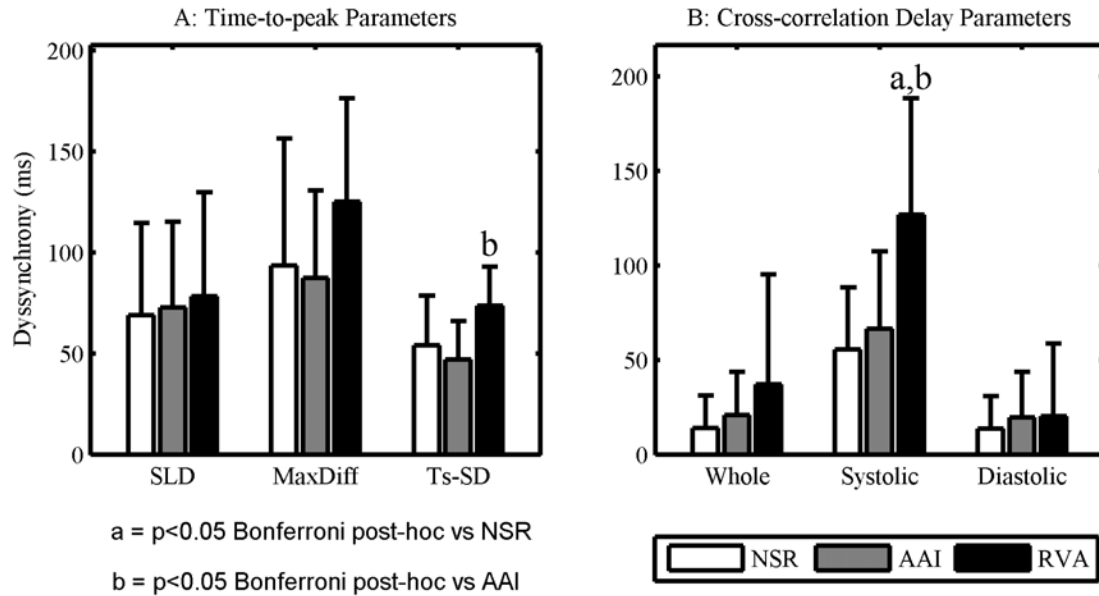 A: Time-to-peak Parameters
200
150
100
50
0
Dyssynchrony (ms)
b
SLD MaxDiff Ts-SD
B: Cross-correlation Delay Parameters
200
150
100
50
0
a,b
Whole Systolic Diastolic
a = p<0.05 Bonferroni post-hoc vs NSR
b = p<0.05 Bonferroni post-hoc vs AAI
NSR AAI RVA